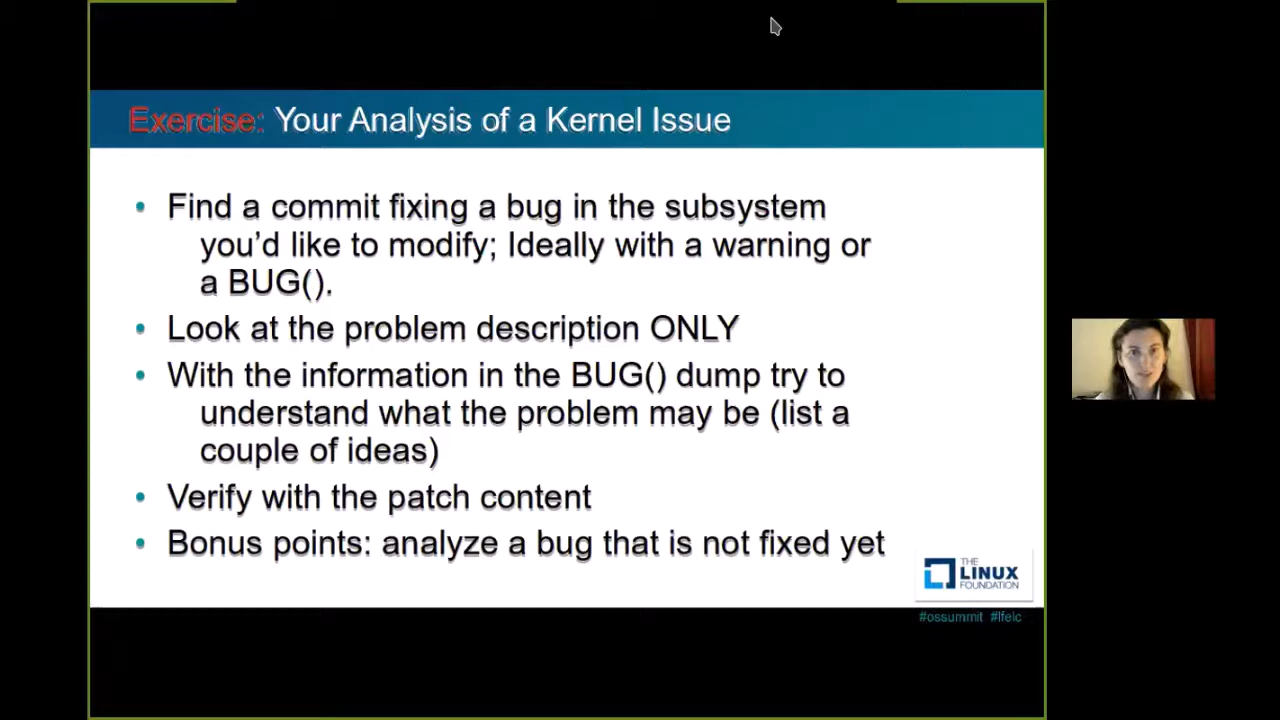 Exercise: Your Analysis of a Kernel Issue
• Find a commit fixing a bug in the subsystem
you’d like to modify; Ideally with a warning or
a BUG().
• Look at the problem description ONLY
• With the information in the BUG() dump try to
understand what the problem may be (list a
couple of ideas)
• Verify with the patch content
• Bonus points: analyze a bug that is not fixed yet
THE
LINUX
FOUNDATION
#ossummit #lfelc